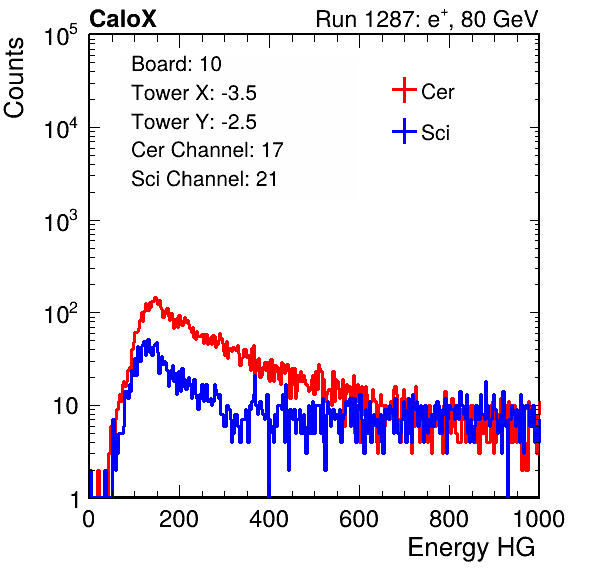 CaloX Run 1287: e⁺, 80 GeV
Board: 10
Tower X: -3.5
Tower Y: -2.5
Cer Channel: 17
Sci Channel: 21
Cer
Sci
Counts
10⁵
10⁴
10³
10²
10
1
0 200 400 600 800 1000
Energy HG